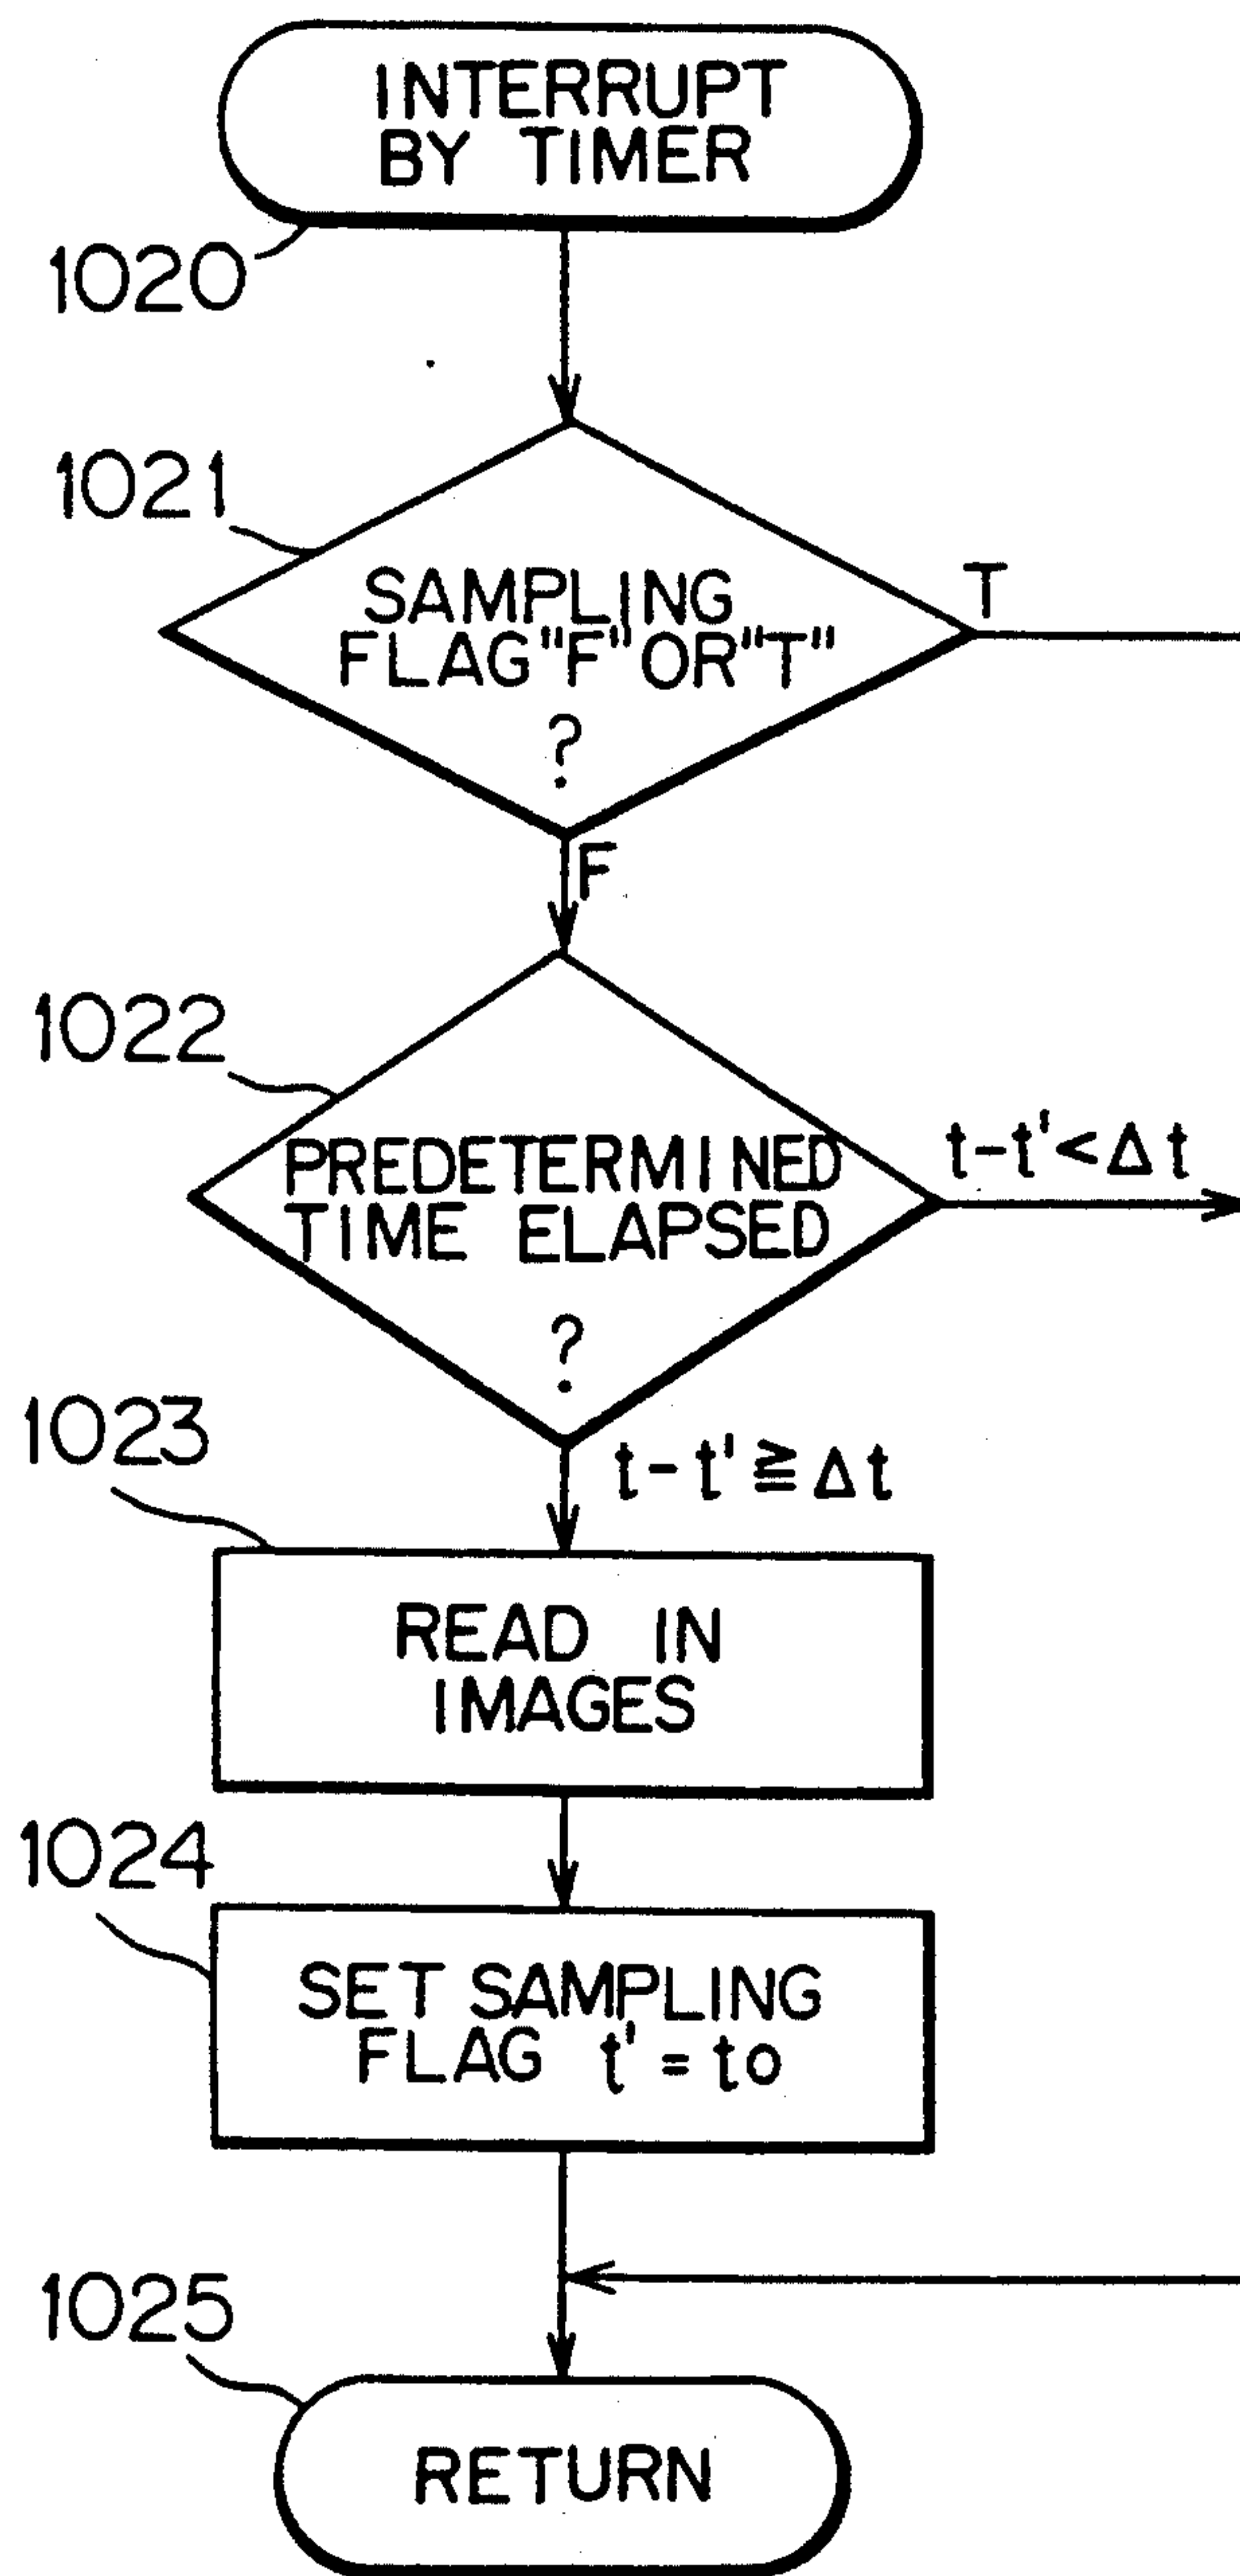 INTERRUPT
BY TIMER
1020
1021
SAMPLING
FLAG "F" OR "T"
?
T
F
1022
PREDETERMINED
TIME ELAPSED
?
t-t' < Δt
t-t' ≧ Δt
1023
READ IN
IMAGES
1024
SET SAMPLING
FLAG t' = to
1025
RETURN